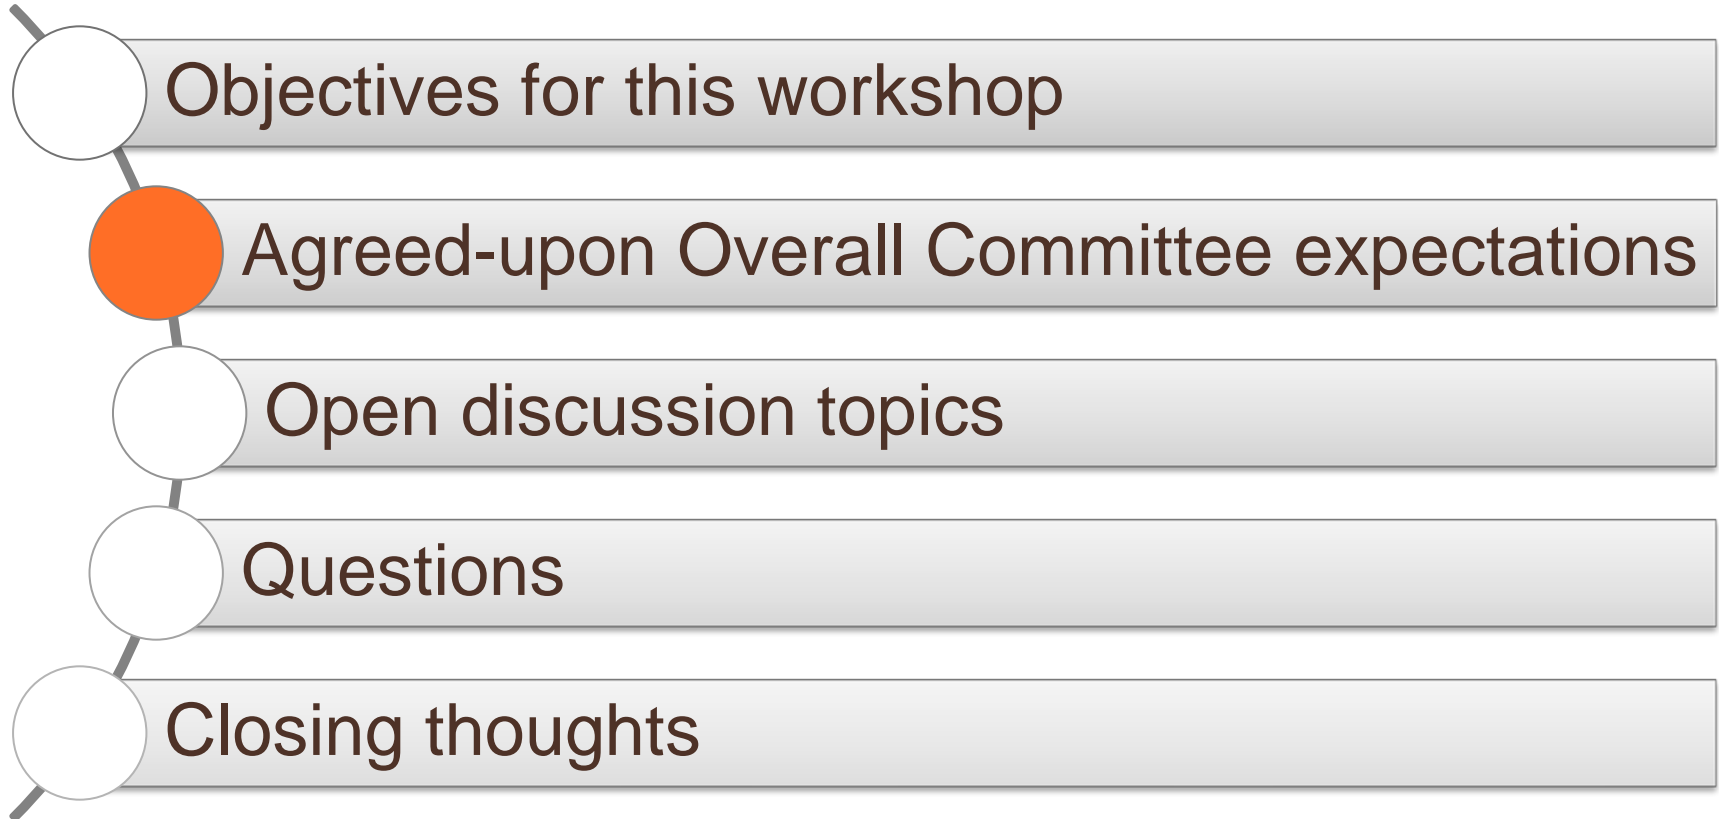 Objectives for this workshop
Agreed-upon Overall Committee expectations
Open discussion topics
Questions
Closing thoughts